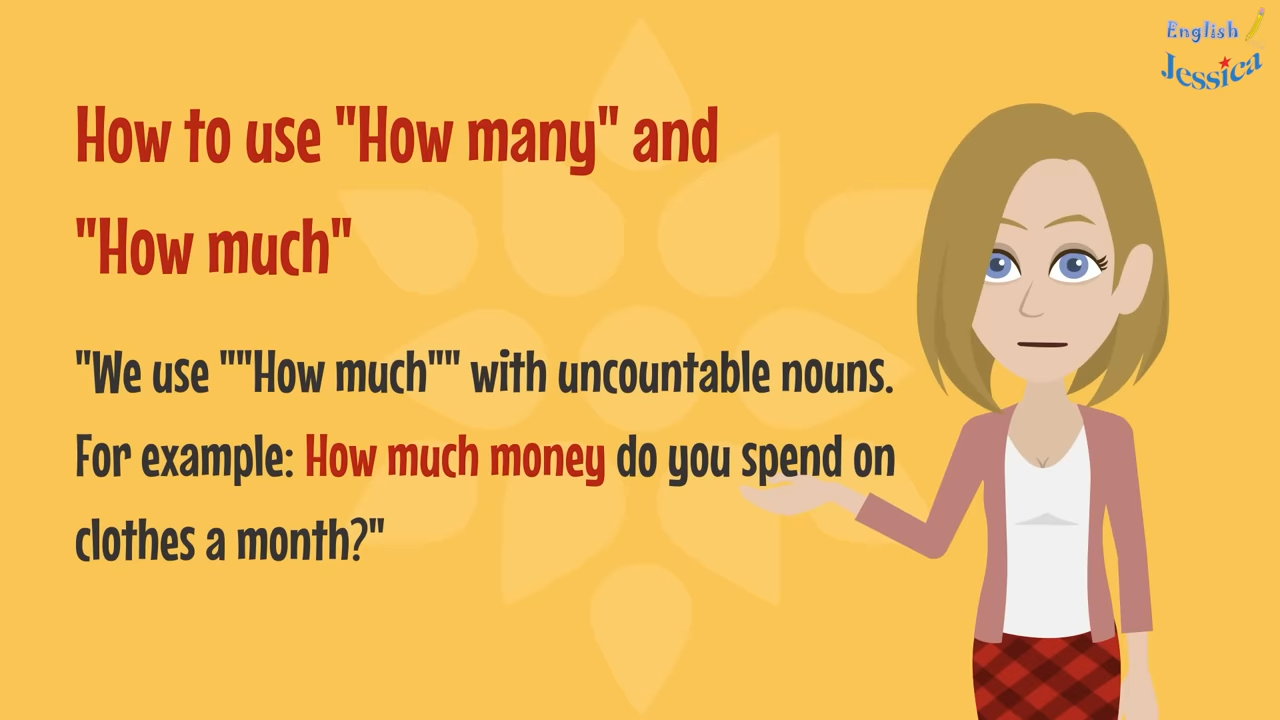 English
Jessica
How to use "How many" and
"How much"
"We use ""How much"" with uncountable nouns.
For example: How much money do you spend on
clothes a month?"